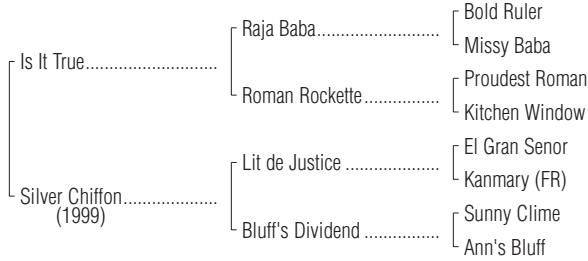 Bold Ruler
Raja Baba
Missy Baba
Is It True
Proudest Roman
Roman Rockette
Kitchen Window
El Gran Senor
Lit de Justice
Kanmary (FR)
Silver Chiffon
(1999)
Sunny Clime
Bluff's Dividend
Ann's Bluff